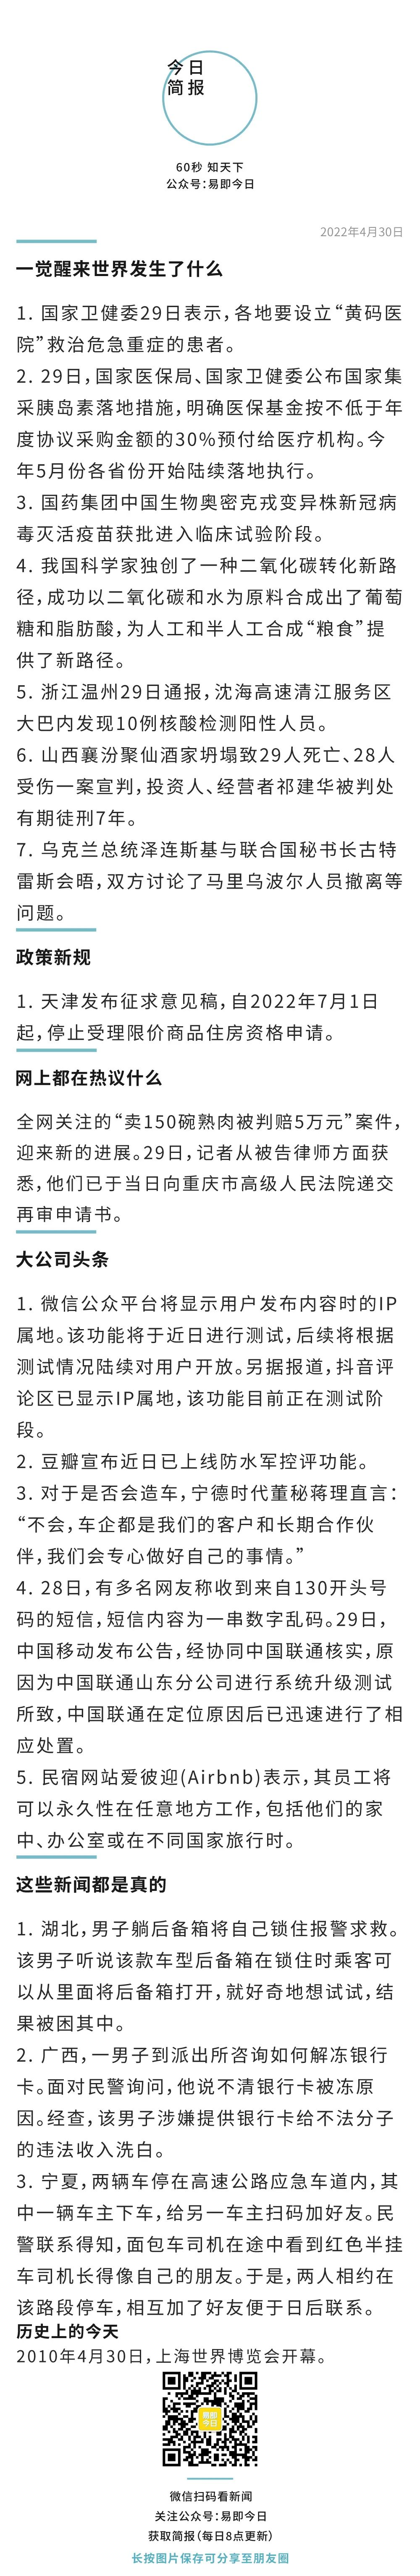 今日
简报
60秒 知天下
公众号:易即今日
2022年4月30日
一觉醒来世界发生了什么
1. 国家卫健委29日表示,各地要设立“黄码医
院”救治危急重症的患者。
2. 29日,国家医保局、国家卫健委公布国家集
采胰岛素落地措施,明确医保基金按不低于年
度协议采购金额的30%预付给医疗机构。今
年5月份各省份开始陆续落地执行。
3. 国药集团中国生物奥密克戎变异株新冠病
毒灭活疫苗获批进入临床试验阶段。
4. 我国科学家独创了一种二氧化碳转化新路
径,成功以二氧化碳和水为原料合成出了葡萄
糖和脂肪酸,为人工和半人工合成“粮食”提
供了新路径。
5. 浙江温州29日通报,沈海高速清江服务区
大巴内发现10例核酸检测阳性人员。
6. 山西襄汾聚仙酒家坍塌致29人死亡、28人
受伤一案宣判,投资人、经营者祁建华被判处
有期徒刑7年。
7. 乌克兰总统泽连斯基与联合国秘书长古特
雷斯会晤,双方讨论了马里乌波尔人员撤离等
问题。
政策新规
1. 天津发布征求意见稿,自2022年7月1日
起,停止受理限价商品住房资格申请。
网上都在热议什么
全网关注的“卖150碗熟肉被判赔5万元”案件,
迎来新的进展。29日,记者从被告律师方面获
悉,他们已于当日向重庆市高级人民法院递交
再审申请书。
大公司头条
1. 微信公众平台将显示用户发布内容时的IP
属地。该功能将于近日进行测试,后续将根据
测试情况陆续对用户开放。另据报道,抖音评
论区已显示IP属地,该功能目前正在测试阶
段。
2. 豆瓣宣布近日已上线防水军控评功能。
3. 对于是否会造车,宁德时代董秘蒋理直言:
“不会,车企都是我们的客户和长期合作伙
伴,我们会专心做好自己的事情。”
4. 28日,有多名网友称收到来自130开头号
码的短信,短信内容为一串数字乱码。29日,
中国移动发布公告,经协同中国联通核实,原
因为中国联通山东分公司进行系统升级测试
所致,中国联通在定位原因后已迅速进行了相
应处置。
5. 民宿网站爱彼迎(Airbnb)表示,其员工将
可以永久性在任意地方工作,包括他们的家
中、办公室或在不同国家旅行时。
这些新闻都是真的
1. 湖北,男子躺后备箱将自己锁住报警求救。
该男子听说该款车型后备箱在锁住时乘客可
以从里面将后备箱打开,就好奇地想试试,结
果被困其中。
2. 广西,一男子到派出所咨询如何解冻银行
卡。面对民警询问,他说不清银行卡被冻原
因。经查,该男子涉嫌提供银行卡给不法分子
的违法收入洗白。
3. 宁夏,两辆车停在高速公路应急车道内,其
中一辆车主下车,给另一车主扫码加好友。民
警联系得知,面包车司机在途中看到红色半挂
车司机长得像自己的朋友。于是,两人相约在
该路段停车,相互加了好友便于日后联系。
历史上的今天
2010年4月30日,上海世界博览会开幕。
易即
今日
微信扫码看新闻
关注公众号:易即今日
获取简报(每日8点更新)
长按图片保存可分享至朋友圈